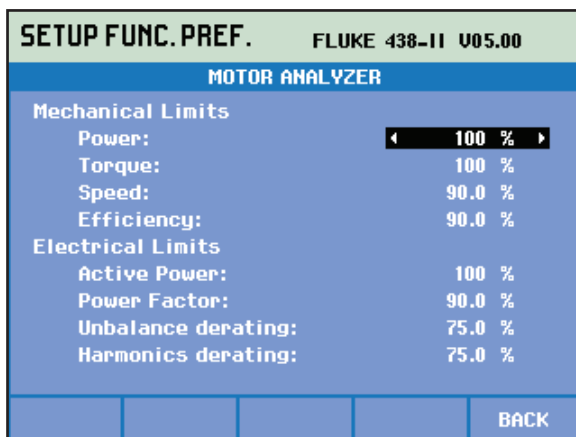 SETUP FUNC. PREF. FLUKE 438-II V05.00
MOTOR ANALYZER
Mechanical Limits
Power: 100 %
Torque: 100 %
Speed: 90.0 %
Efficiency: 90.0 %
Electrical Limits
Active Power: 100 %
Power Factor: 90.0 %
Unbalance derating: 75.0 %
Harmonics derating: 75.0 %
BACK